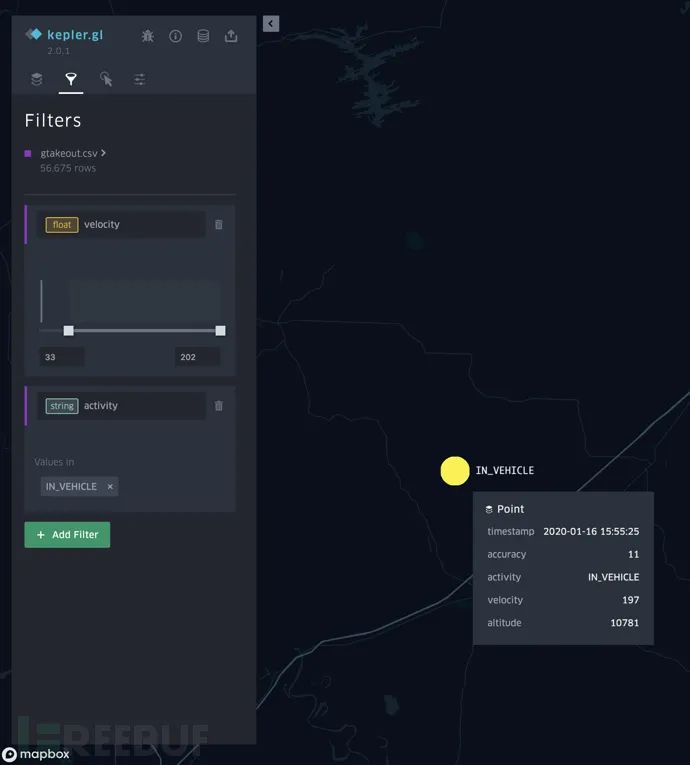 kepler.gl
2.0.1
Filters
gtakeout.csv
56,675 rows
float velocity
33 202
string activity
Values in
IN_VEHICLE ×
+ Add Filter
IN_VEHICLE
Point
timestamp 2020-01-16 15:55:25
accuracy 11
activity IN_VEHICLE
velocity 197
altitude 10781
REEBUF
mapbox